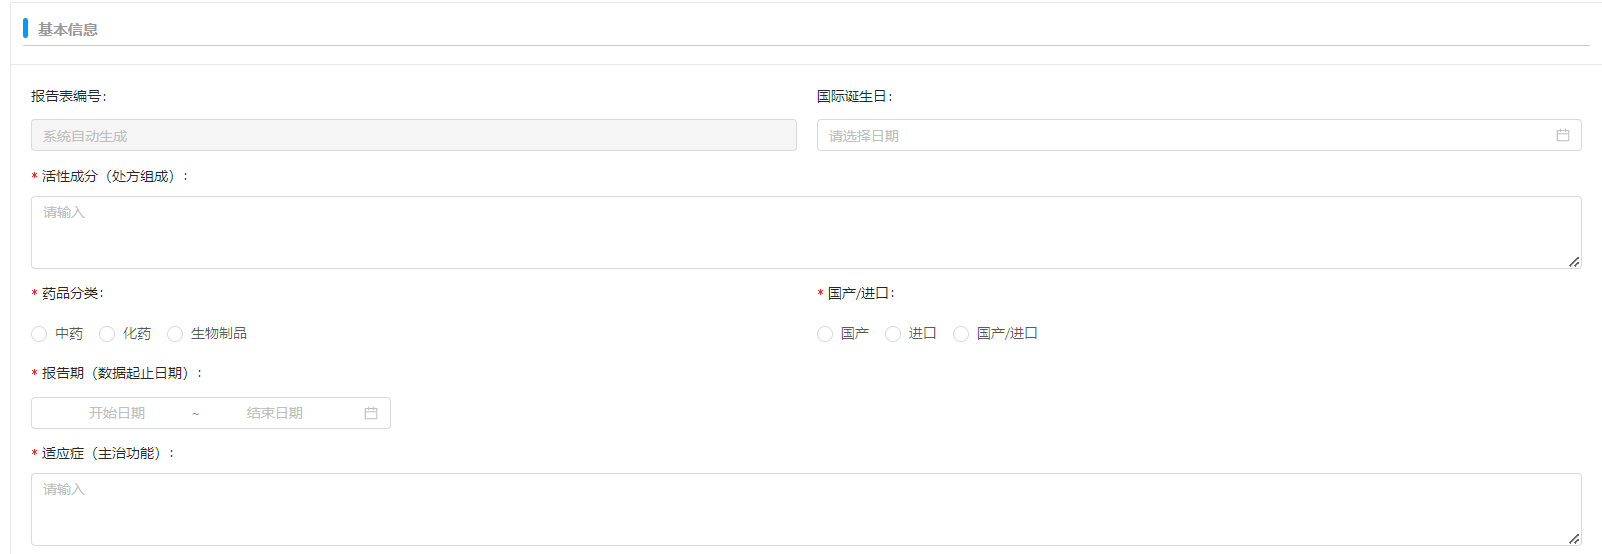 基本信息
报告表编号：
国际诞生日：
系统自动生成
请选择日期
* 活性成分（处方组成）：
请输入
* 药品分类：
* 国产/进口：
中药 化药 生物制品
国产 进口 国产/进口
* 报告期（数据起止日期）：
开始日期 ~ 结束日期
* 适应症（主治功能）：
请输入